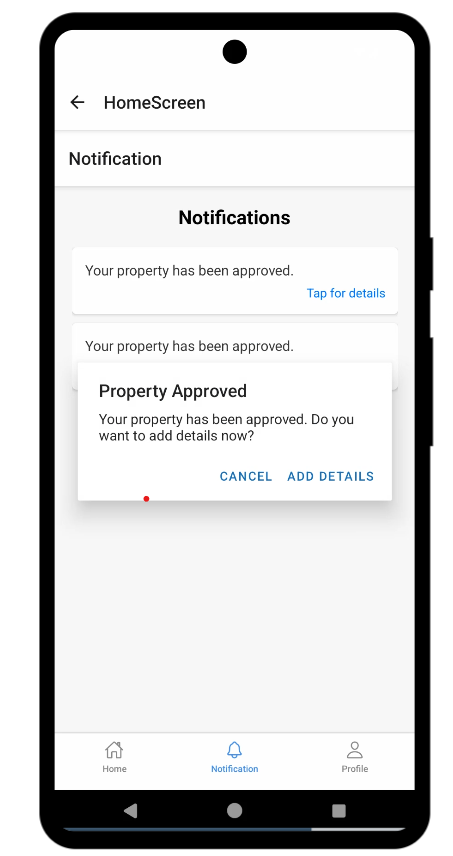 HomeScreen
Notification
Notifications
Your property has been approved.
Tap for details
Your property has been approved.
Property Approved
Your property has been approved. Do you
want to add details now?
CANCEL ADD DETAILS
Home Notification Profile